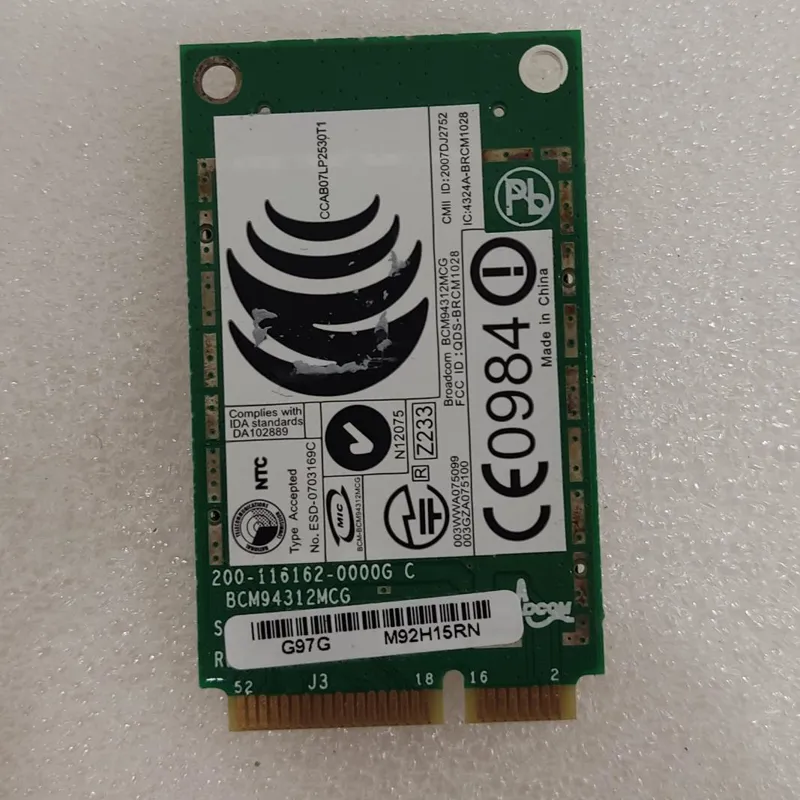 CCAB07LP2530T1
CMII ID:2007DJ2752
IC:4324A-BRCM1028
Pb
Broadcom BCM94312MCG
FCC ID :QDS-BRCM1028
CE0984
Made in China
Complies with
IDA standards
DA102889
N12075
R Z233
NTC
Type Accepted
No. ESD-0703169C
MIC
BCM-BCM94312MCG
003WWA075099
003GZA075100
200-116162-0000G C
BCM94312MCG
S
R
G97G M92H15RN
52 J3 18 16 2